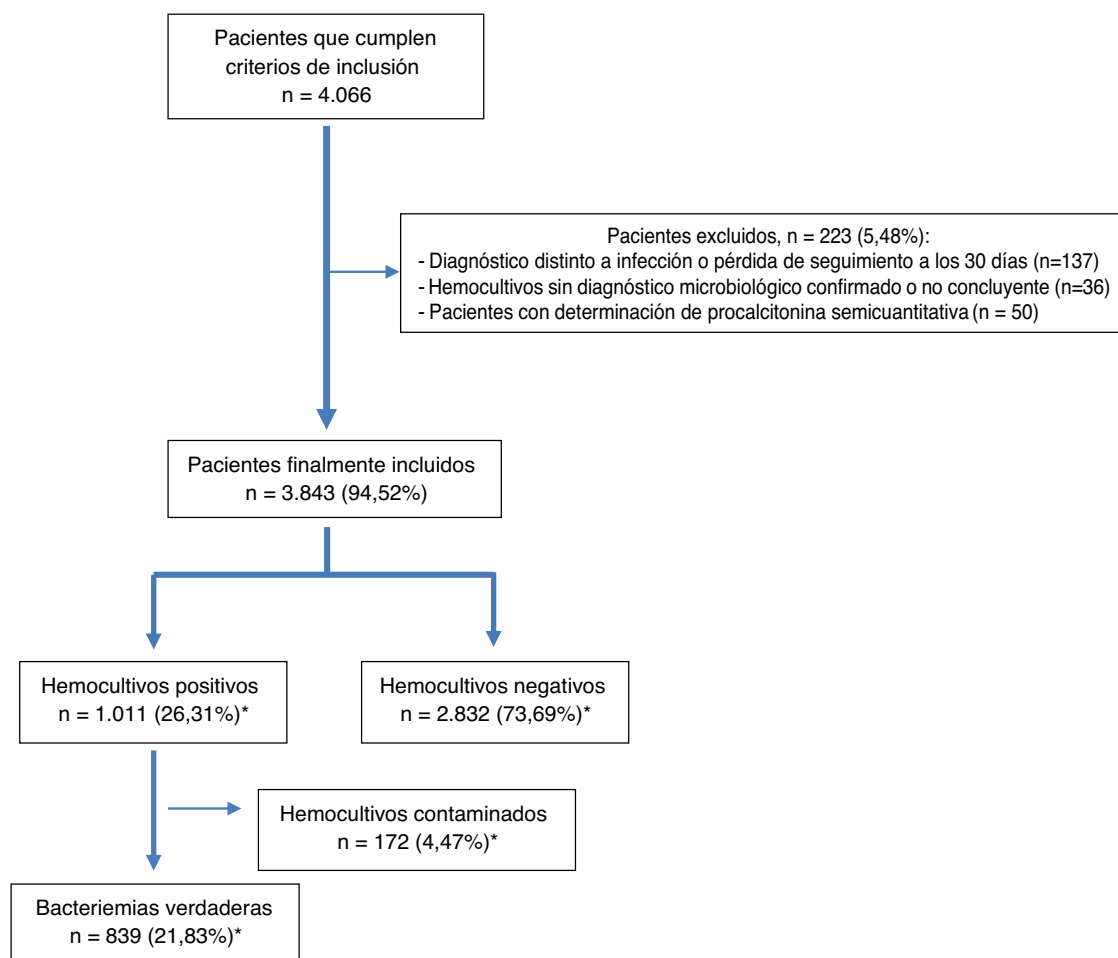 Pacientes que cumplen
criterios de inclusión
n = 4.066
Pacientes excluidos, n = 223 (5,48%):
- Diagnóstico distinto a infección o pérdida de seguimiento a los 30 días (n=137)
- Hemocultivos sin diagnóstico microbiológico confirmado o no concluyente (n=36)
- Pacientes con determinación de procalcitonina semicuantitativa (n = 50)
Pacientes finalmente incluidos
n = 3.843 (94,52%)
Hemocultivos positivos
n = 1.011 (26,31%)*
Hemocultivos negativos
n = 2.832 (73,69%)*
Hemocultivos contaminados
n = 172 (4,47%)*
Bacteriemias verdaderas
n = 839 (21,83%)*